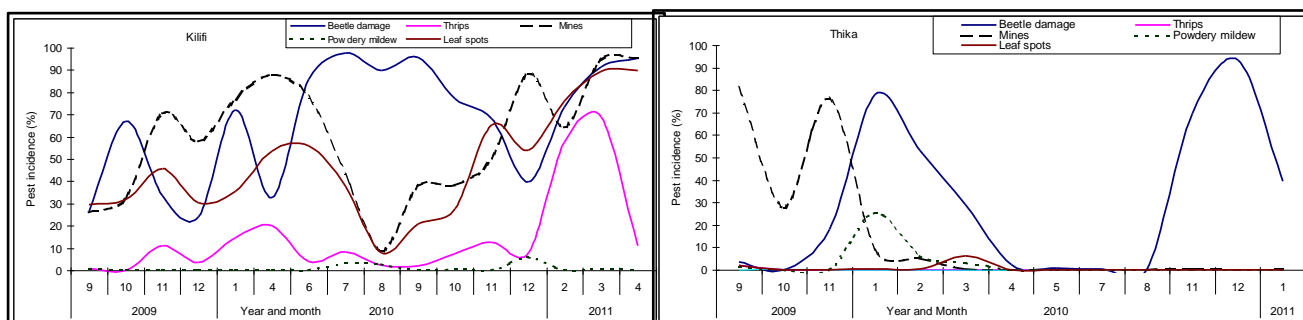 Kilifi
Beetle damage Thrips Mines
Powdery mildew Leaf spots
Pest incidence (%)
100
90
80
70
60
50
40
30
20
10
0
9 10 11 12 1 4 6 7 8 9 10 11 12 2 3 4
2009 Year and month 2010 2011
Thika
Beetle damage Thrips
Mines Powdery mildew
Leaf spots
Pest incidence (%)
100
90
80
70
60
50
40
30
20
10
0
9 10 11 1 2 3 4 5 7 8 11 12 1
2009 Year and Month 2010 2011